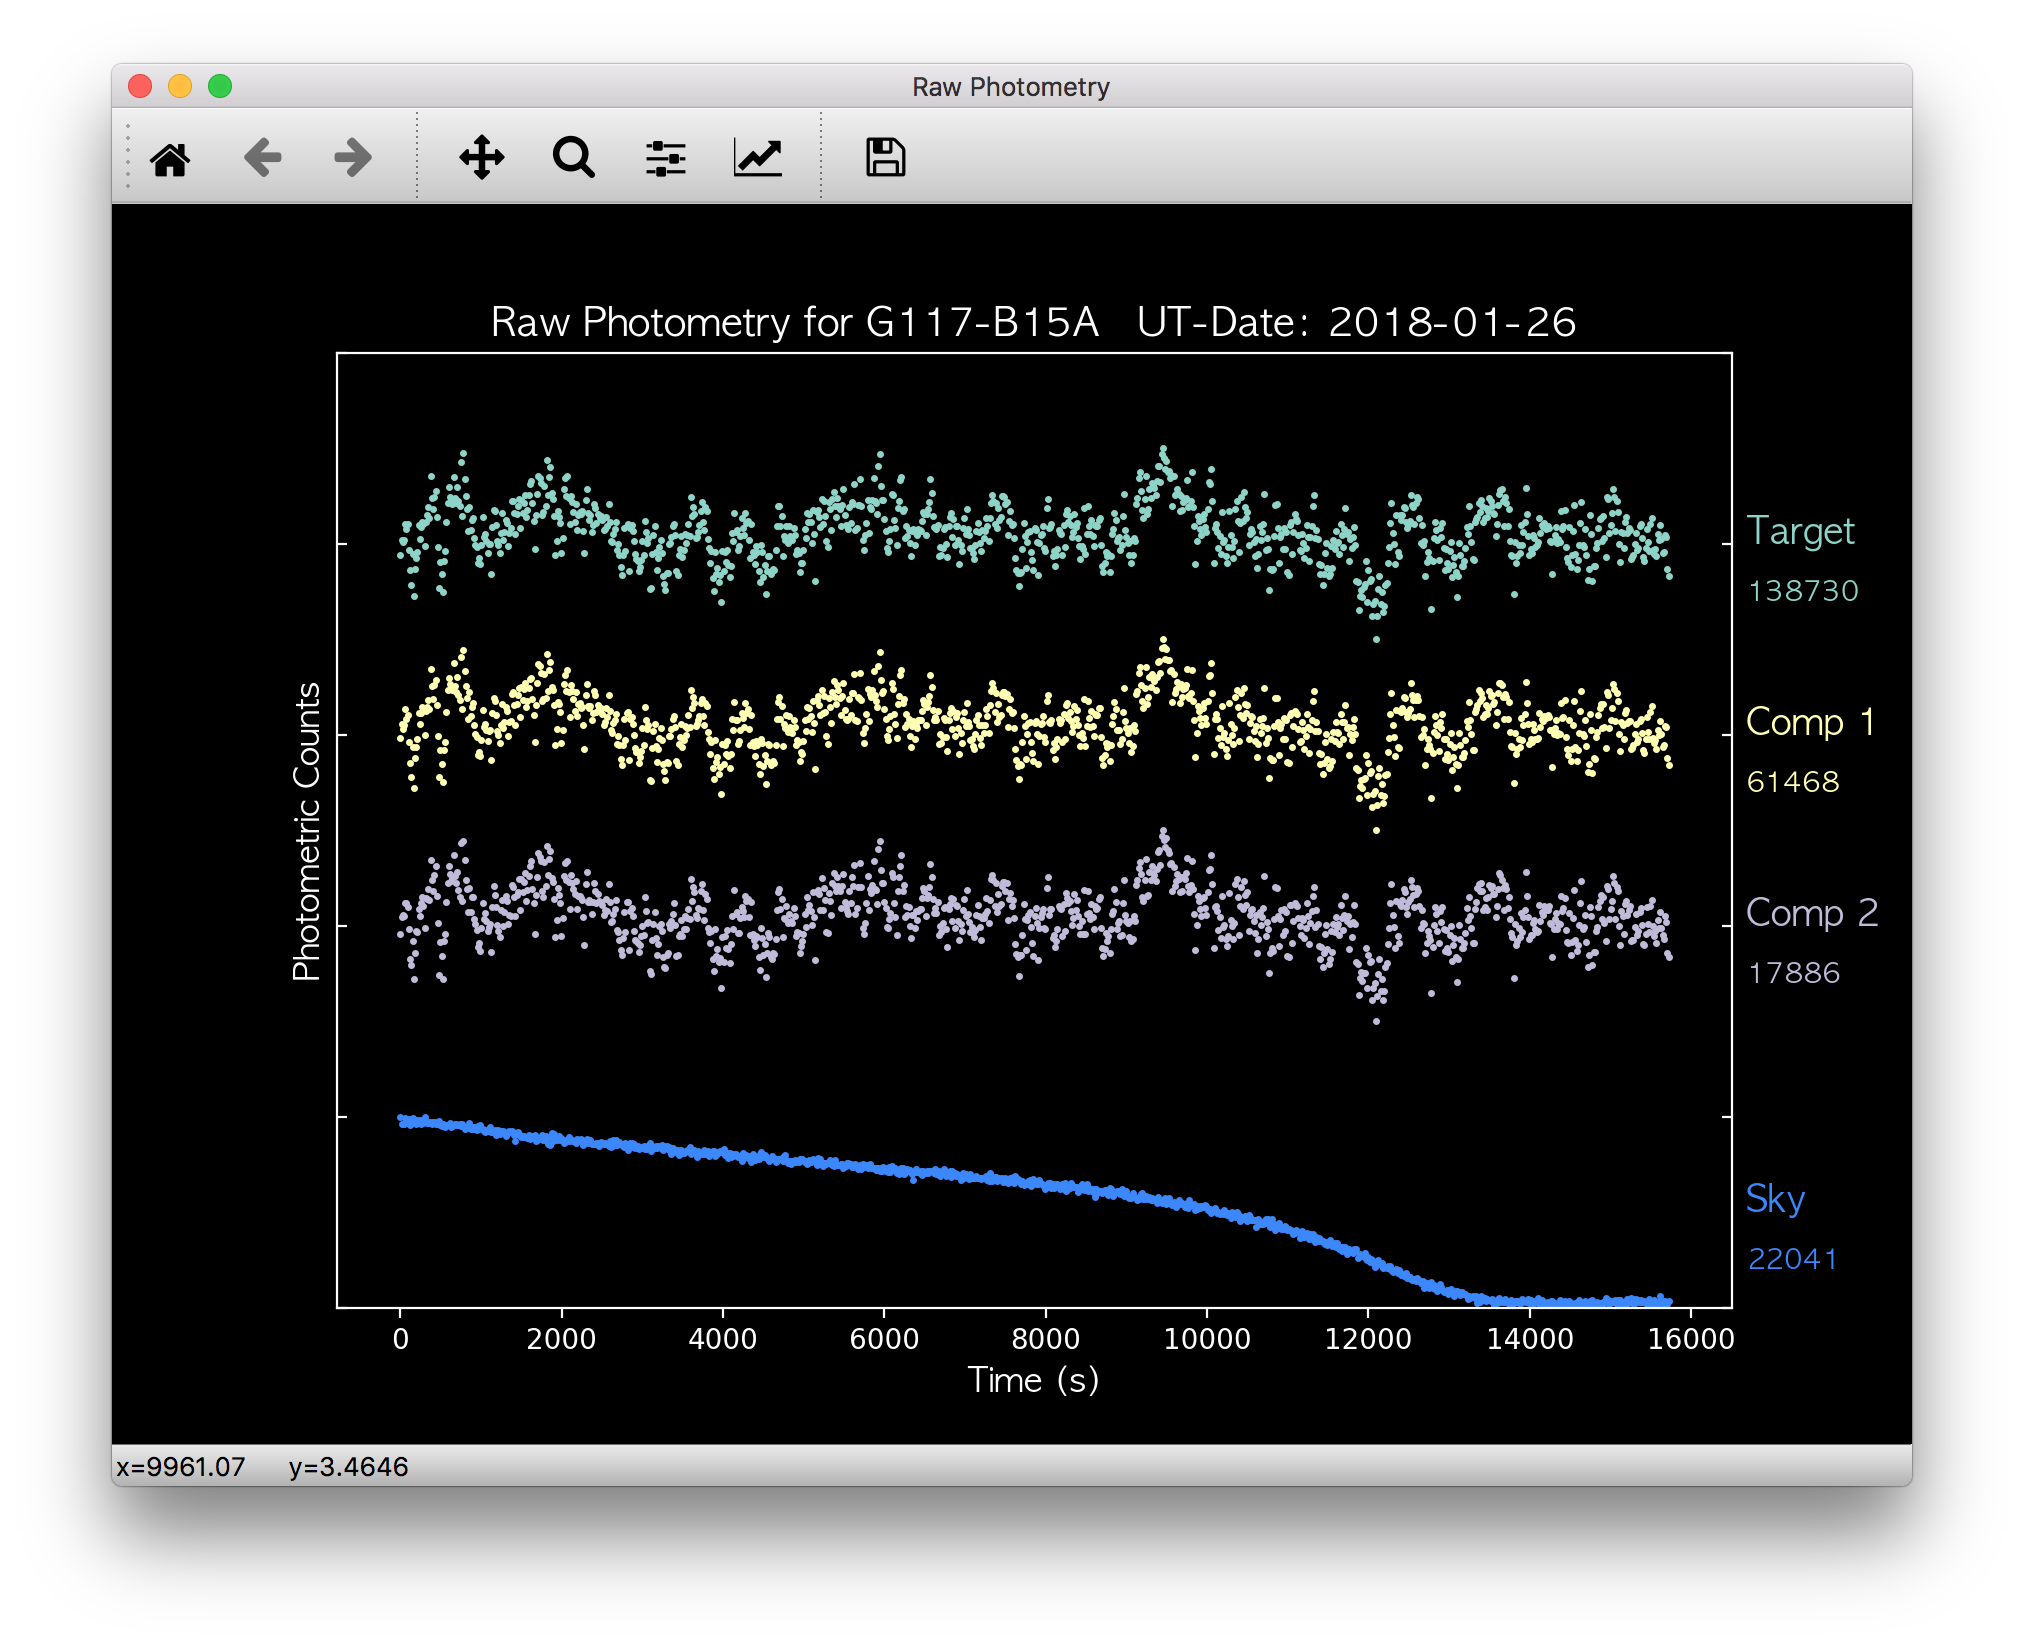 Raw Photometry
Raw Photometry for G117-B15A UT-Date: 2018-01-26
Photometric Counts
Target
138730
Comp 1
61468
Comp 2
17886
Sky
22041
0 2000 4000 6000 8000 10000 12000 14000 16000
Time (s)
x=9961.07 y=3.4646